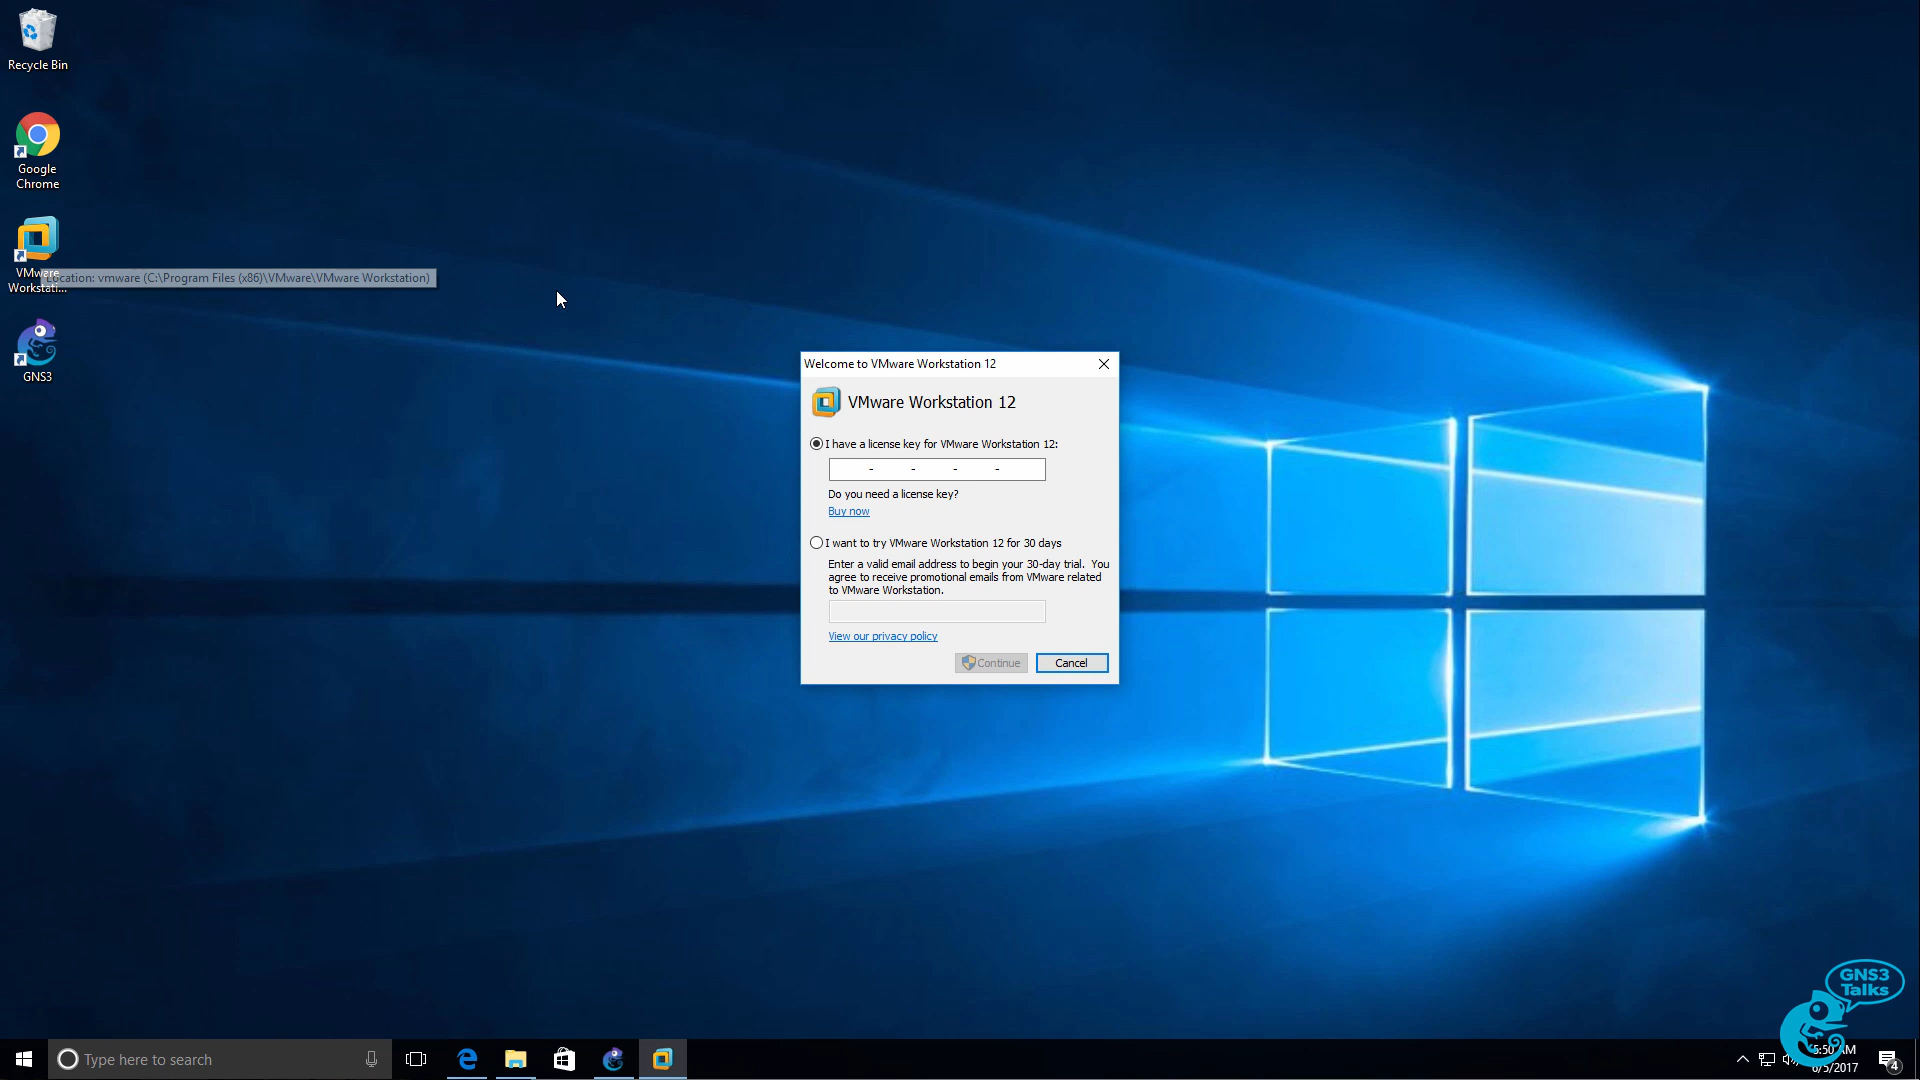 Recycle Bin
Google
Chrome
VMware
Workstati...
Location: vmware (C:\Program Files (x86)\VMware\VMware Workstation)
GNS3
Welcome to VMware Workstation 12
VMware Workstation 12
I have a license key for VMware Workstation 12:
- - - -
Do you need a license key?
Buy now
I want to try VMware Workstation 12 for 30 days
Enter a valid email address to begin your 30-day trial. You
agree to receive promotional emails from VMware related
to VMware Workstation.
View our privacy policy
Continue
Cancel
GNS3
Talks
Type here to search
5:50 AM
6/5/2017
4